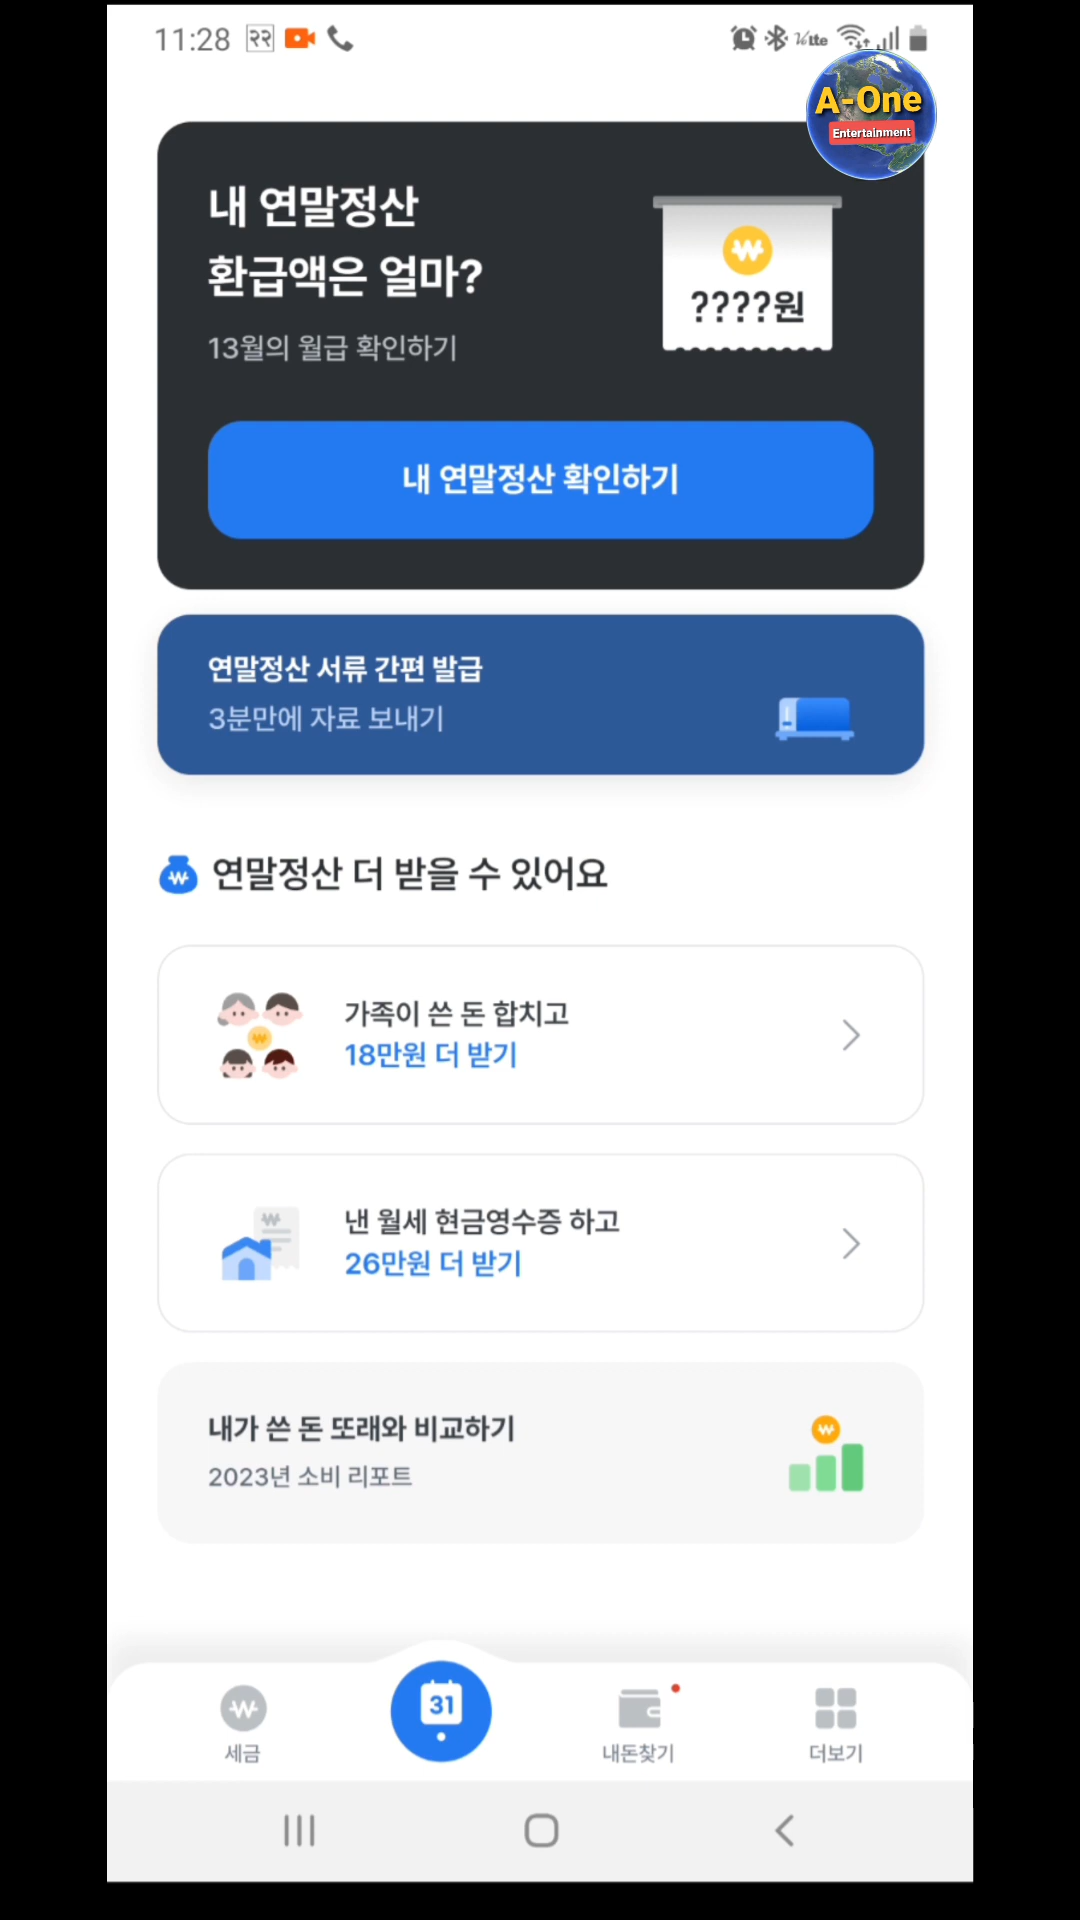 11:28
२२
Vo lte
A-One
Entertainment
내 연말정산
환급액은 얼마?
13월의 월급 확인하기
????원
내 연말정산 확인하기
연말정산 서류 간편 발급
3분만에 자료 보내기
연말정산 더 받을 수 있어요
가족이 쓴 돈 합치고
18만원 더 받기
낸 월세 현금영수증 하고
26만원 더 받기
내가 쓴 돈 또래와 비교하기
2023년 소비 리포트
31
세금
내돈찾기
더보기